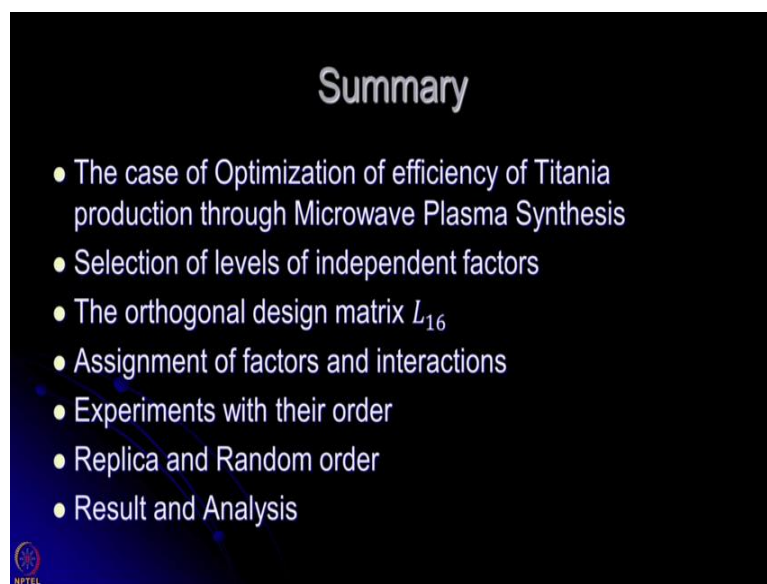 Summary
● The case of Optimization of efficiency of Titania
production through Microwave Plasma Synthesis
● Selection of levels of independent factors
● The orthogonal design matrix L₁₆
● Assignment of factors and interactions
● Experiments with their order
● Replica and Random order
● Result and Analysis
NPTEL